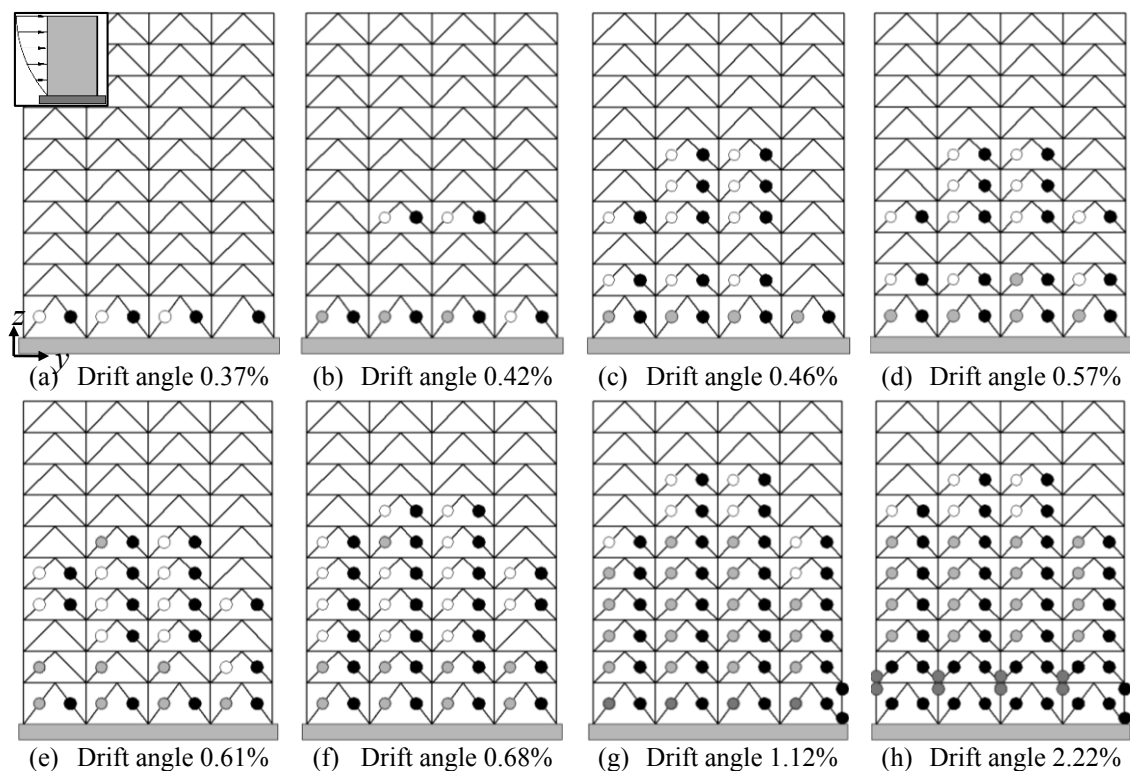 z
y
(a) Drift angle 0.37%
(b) Drift angle 0.42%
(c) Drift angle 0.46%
(d) Drift angle 0.57%
(e) Drift angle 0.61%
(f) Drift angle 0.68%
(g) Drift angle 1.12%
(h) Drift angle 2.22%